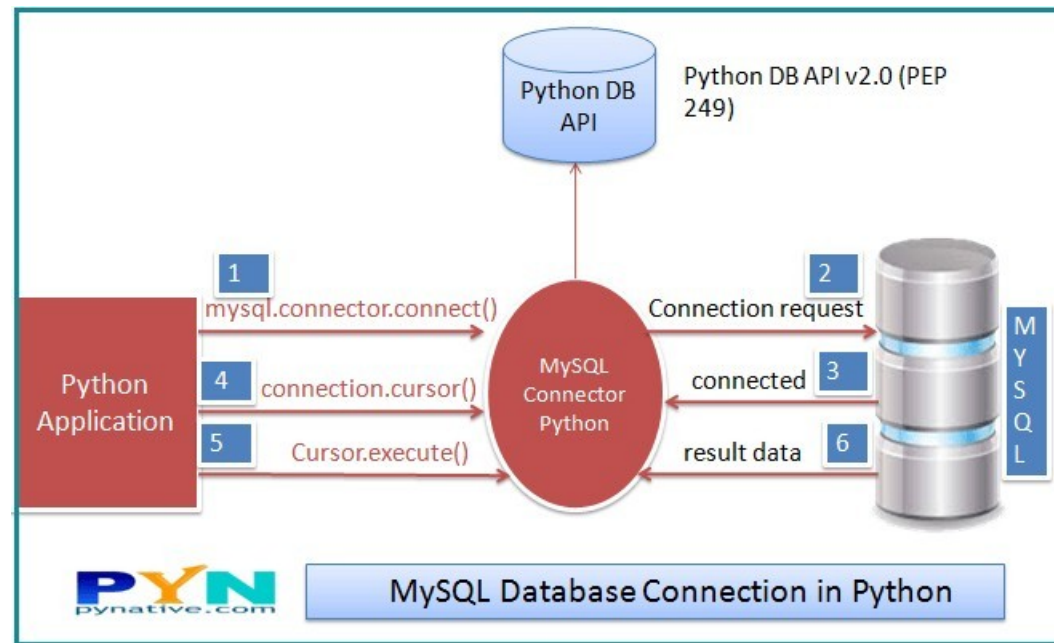 Python DB
API
Python DB API v2.0 (PEP
249)
1
mysql.connector.connect()
2
Connection request
Python
Application
4
connection.cursor()
MySQL
Connector
Python
connected
3
5
Cursor.execute()
result data
6
M
Y
S
Q
L
PYN
pynative.com
MySQL Database Connection in Python